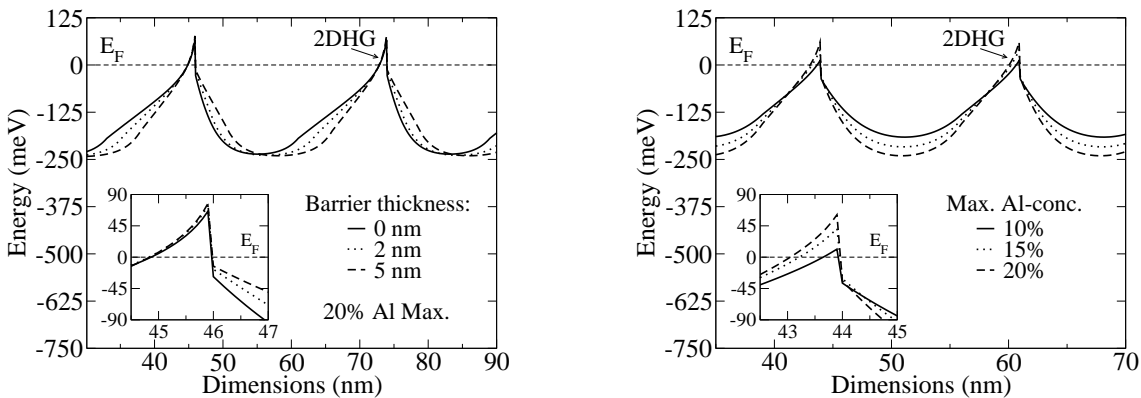 125
0
-125
-250
-375
-500
-625
-750
Energy (meV)
E_F
2DHG
90
45
0
-45
-90
E_F
45 46 47
Barrier thickness:
0 nm
2 nm
5 nm
20% Al Max.
40 50 60 70 80 90
Dimensions (nm)
125
0
-125
-250
-375
-500
-625
-750
Energy (meV)
E_F
2DHG
90
45
0
-45
-90
E_F
43 44 45
Max. Al-conc.
10%
15%
20%
40 50 60 70
Dimensions (nm)